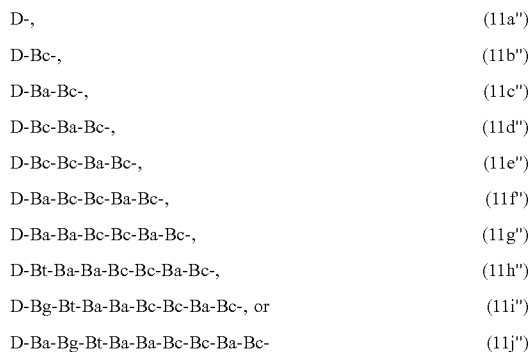 D-, (11a")
D-Bc-, (11b")
D-Ba-Bc-, (11c")
D-Bc-Ba-Bc-, (11d")
D-Bc-Bc-Ba-Bc-, (11e")
D-Ba-Bc-Bc-Ba-Bc-, (11f")
D-Ba-Ba-Bc-Bc-Ba-Bc-, (11g")
D-Bt-Ba-Ba-Bc-Bc-Ba-Bc-, (11h")
D-Bg-Bt-Ba-Ba-Bc-Bc-Ba-Bc-, or (11i")
D-Ba-Bg-Bt-Ba-Ba-Bc-Bc-Ba-Bc- (11j")